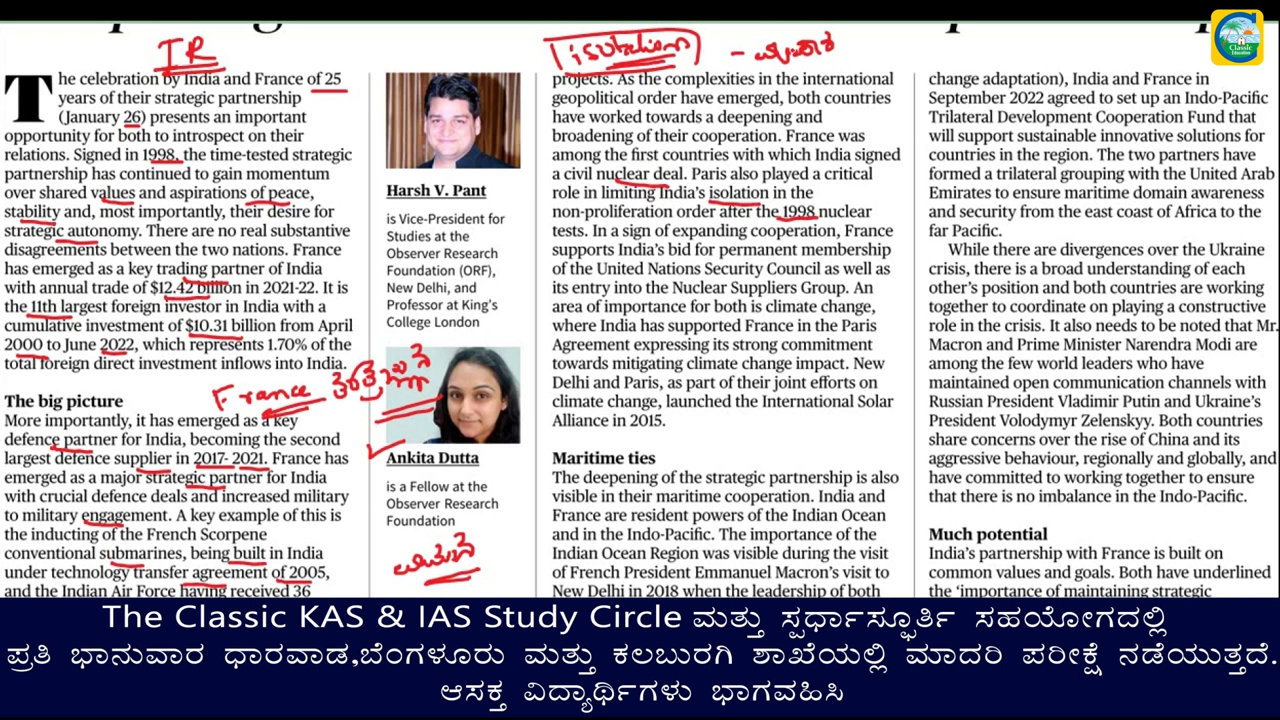 IR
The celebration by India and France of 25
years of their strategic partnership
(January 26) presents an important
opportunity for both to introspect on their
relations. Signed in 1998, the time-tested strategic
partnership has continued to gain momentum
over shared values and aspirations of peace,
stability and, most importantly, their desire for
strategic autonomy. There are no real substantive
disagreements between the two nations. France
has emerged as a key trading partner of India
with annual trade of $12.42 billion in 2021-22. It is
the 11th largest foreign investor in India with a
cumulative investment of $10.31 billion from April
2000 to June 2022, which represents 1.70% of the
total foreign direct investment inflows into India.
France
The big picture
More importantly, it has emerged as a key
defence partner for India, becoming the second
largest defence supplier in 2017- 2021. France has
emerged as a major strategic partner for India
with crucial defence deals and increased military
to military engagement. A key example of this is
the inducting of the French Scorpene
conventional submarines, being built in India
under technology transfer agreement of 2005,
and the Indian Air Force having received 36
Harsh V. Pant
is Vice-President for
Studies at the
Observer Research
Foundation (ORF),
New Delhi, and
Professor at King's
College London
Ankita Dutta
is a Fellow at the
Observer Research
Foundation
projects. As the complexities in the international
geopolitical order have emerged, both countries
have worked towards a deepening and
broadening of their cooperation. France was
among the first countries with which India signed
a civil nuclear deal. Paris also played a critical
role in limiting India's isolation in the
non-proliferation order after the 1998 nuclear
tests. In a sign of expanding cooperation, France
supports India's bid for permanent membership
of the United Nations Security Council as well as
its entry into the Nuclear Suppliers Group. An
area of importance for both is climate change,
where India has supported France in the Paris
Agreement expressing its strong commitment
towards mitigating climate change impact. New
Delhi and Paris, as part of their joint efforts on
climate change, launched the International Solar
Alliance in 2015.
Maritime ties
The deepening of the strategic partnership is also
visible in their maritime cooperation. India and
France are resident powers of the Indian Ocean
and in the Indo-Pacific. The importance of the
Indian Ocean Region was visible during the visit
of French President Emmanuel Macron's visit to
New Delhi in 2018 when the leadership of both
Classic
Education
change adaptation), India and France in
September 2022 agreed to set up an Indo-Pacific
Trilateral Development Cooperation Fund that
will support sustainable innovative solutions for
countries in the region. The two partners have
formed a trilateral grouping with the United Arab
Emirates to ensure maritime domain awareness
and security from the east coast of Africa to the
far Pacific.
While there are divergences over the Ukraine
crisis, there is a broad understanding of each
other's position and both countries are working
together to coordinate on playing a constructive
role in the crisis. It also needs to be noted that Mr.
Macron and Prime Minister Narendra Modi are
among the few world leaders who have
maintained open communication channels with
Russian President Vladimir Putin and Ukraine's
President Volodymyr Zelenskyy. Both countries
share concerns over the rise of China and its
aggressive behaviour, regionally and globally, and
have committed to working together to ensure
that there is no imbalance in the Indo-Pacific.
Much potential
India's partnership with France is built on
common values and goals. Both have underlined
the 'importance of maintaining strategic
The Classic KAS & IAS Study Circle ಮತ್ತು ಸ್ಪರ್ಧಾಸ್ಫೂರ್ತಿ ಸಹಯೋಗದಲ್ಲಿ
ಪ್ರತಿ ಭಾನುವಾರ ಧಾರವಾಡ,ಬೆಂಗಳೂರು ಮತ್ತು ಕಲಬುರಗಿ ಶಾಖೆಯಲ್ಲಿ ಮಾದರಿ ಪರೀಕ್ಷೆ ನಡೆಯುತ್ತದೆ.
ಆಸಕ್ತ ವಿದ್ಯಾರ್ಥಿಗಳು ಭಾಗವಹಿಸಿ